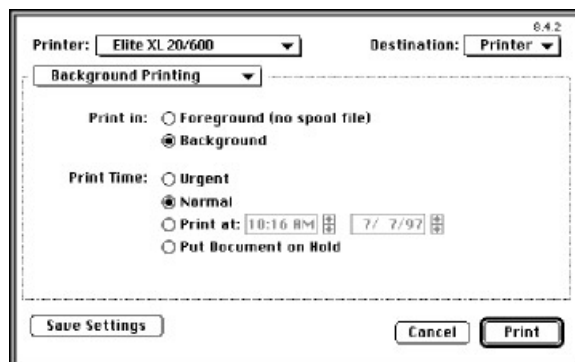 8.4.2
Printer: Elite XL 20/600 Destination: Printer
Background Printing
Print in: Foreground (no spool file)
Background
Print Time: Urgent
Normal
Print at: 10:16 AM 7/ 7/97
Put Document on Hold
Save Settings Cancel Print